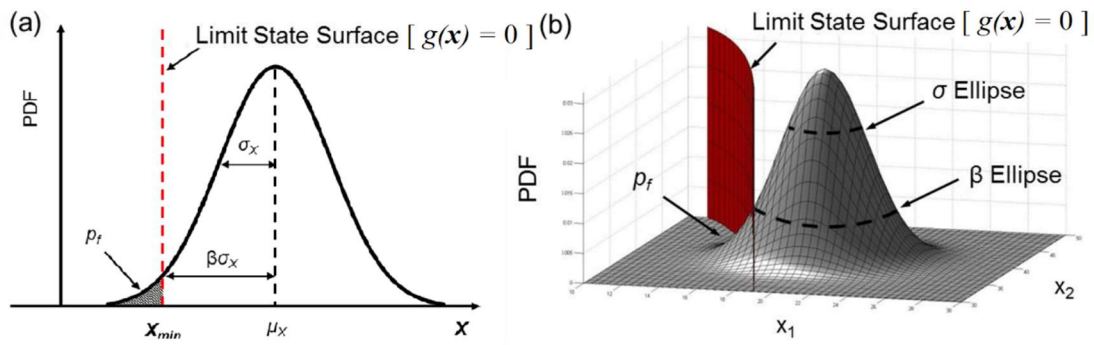 (a)
Limit State Surface [ g(x) = 0 ]
PDF
σX
pf
βσX
xmin
μX
x
(b)
Limit State Surface [ g(x) = 0 ]
σ Ellipse
β Ellipse
pf
PDF
x1
x2